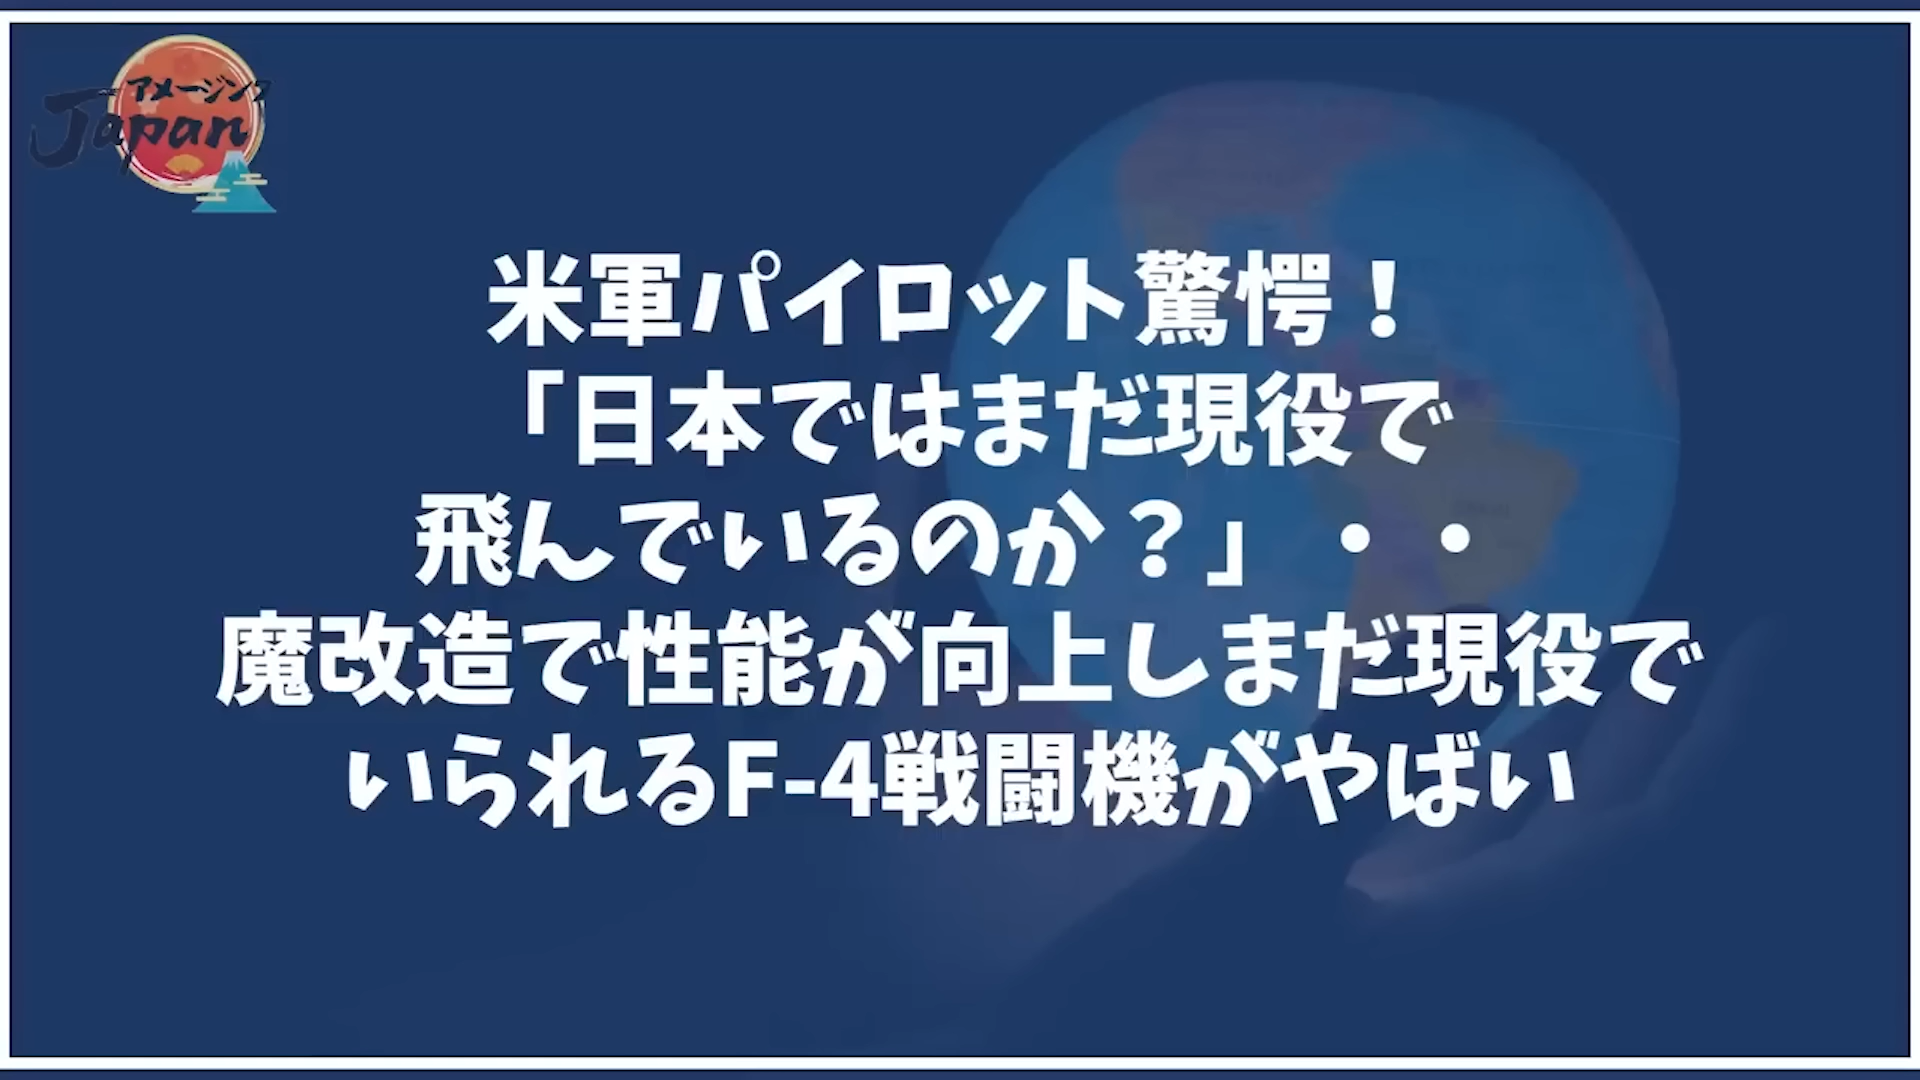 アメージング
Japan
米軍パイロット驚愕！
「日本ではまだ現役で
飛んでいるのか？」・・
魔改造で性能が向上しまだ現役で
いられるF-4戦闘機がやばい